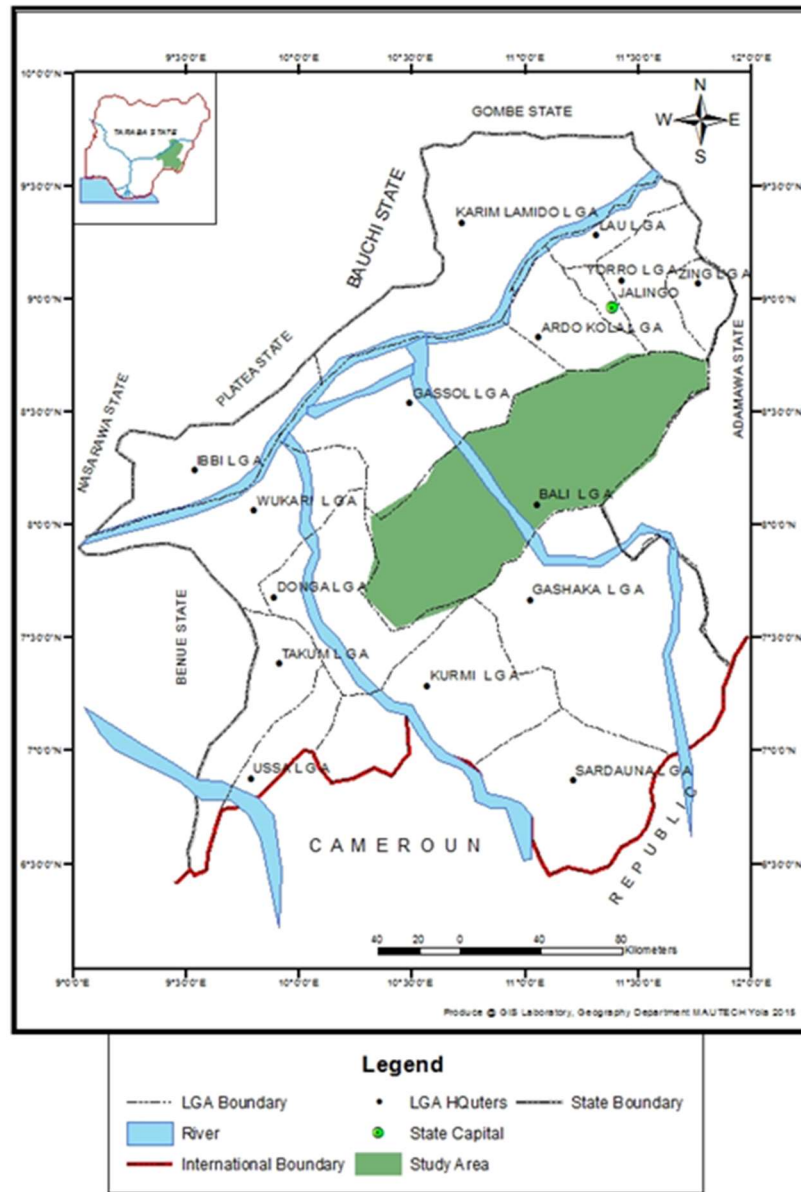 9°0'0"E 9°30'0"E 10°0'0"E 10°30'0"E 11°0'0"E 11°30'0"E 12°0'0"E
10°0'0"N
9°30'0"N
9°0'0"N
8°30'0"N
8°0'0"N
7°30'0"N
7°0'0"N
6°30'0"N
TARABA STATE
N
W E
S
GOMBE STATE
BAUCHI STATE
PLATEA STATE
NASARAWA STATE
BENUE STATE
ADAMAWA STATE
KARIM LAMIDO L G A
LAU L G A
YORRO L G A
ZING L G A
JALINGO
ARDO KOLA L G A
GASSOL L G A
IBBI L G A
WUKARI L G A
BALI L G A
DONGA L G A
GASHAKA L G A
TAKUM L G A
KURMI L G A
USSA L G A
SARDAUNA L G A
CAMEROUN
REPUBLIC
40 20 0 40 80
Kilometers
9°0'0"E 9°30'0"E 10°0'0"E 10°30'0"E 11°0'0"E 11°30'0"E 12°0'0"E
Produce @ GIS Laboratory, Geography Department MAUTECH Yola 2015
Legend
LGA Boundary LGA HQuters State Boundary
River State Capital
International Boundary Study Area